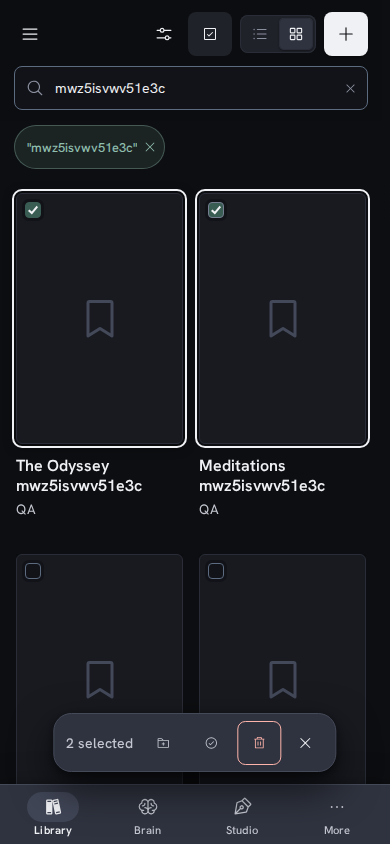 mwz5isvwv51e3c
"mwz5isvwv51e3c"
The Odyssey
mwz5isvwv51e3c
QA
Meditations
mwz5isvwv51e3c
QA
2 selected
Library
Brain
Studio
More